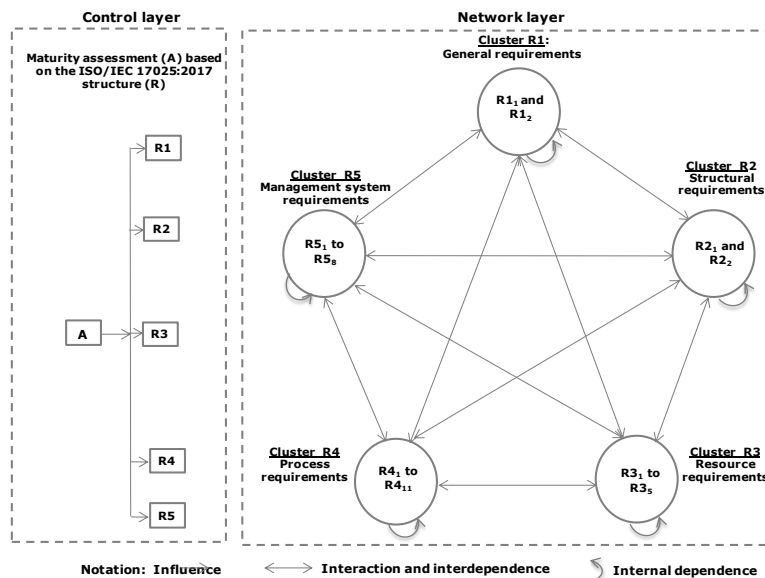 Control layer
Maturity assessment (A) based
on the ISO/IEC 17025:2017
structure (R)
A
R1
R2
R3
R4
R5
Network layer
Cluster R1:
General requirements
R1₁ and
R1₂
Cluster R5
Management system
requirements
R5₁ to
R5₈
Cluster R2
Structural
requirements
R2₁ and
R2₂
Cluster R4
Process
requirements
R4₁ to
R4₁₁
Cluster R3
Resource
requirements
R3₁ to
R3₅
Notation: Influence
Interaction and interdependence
Internal dependence